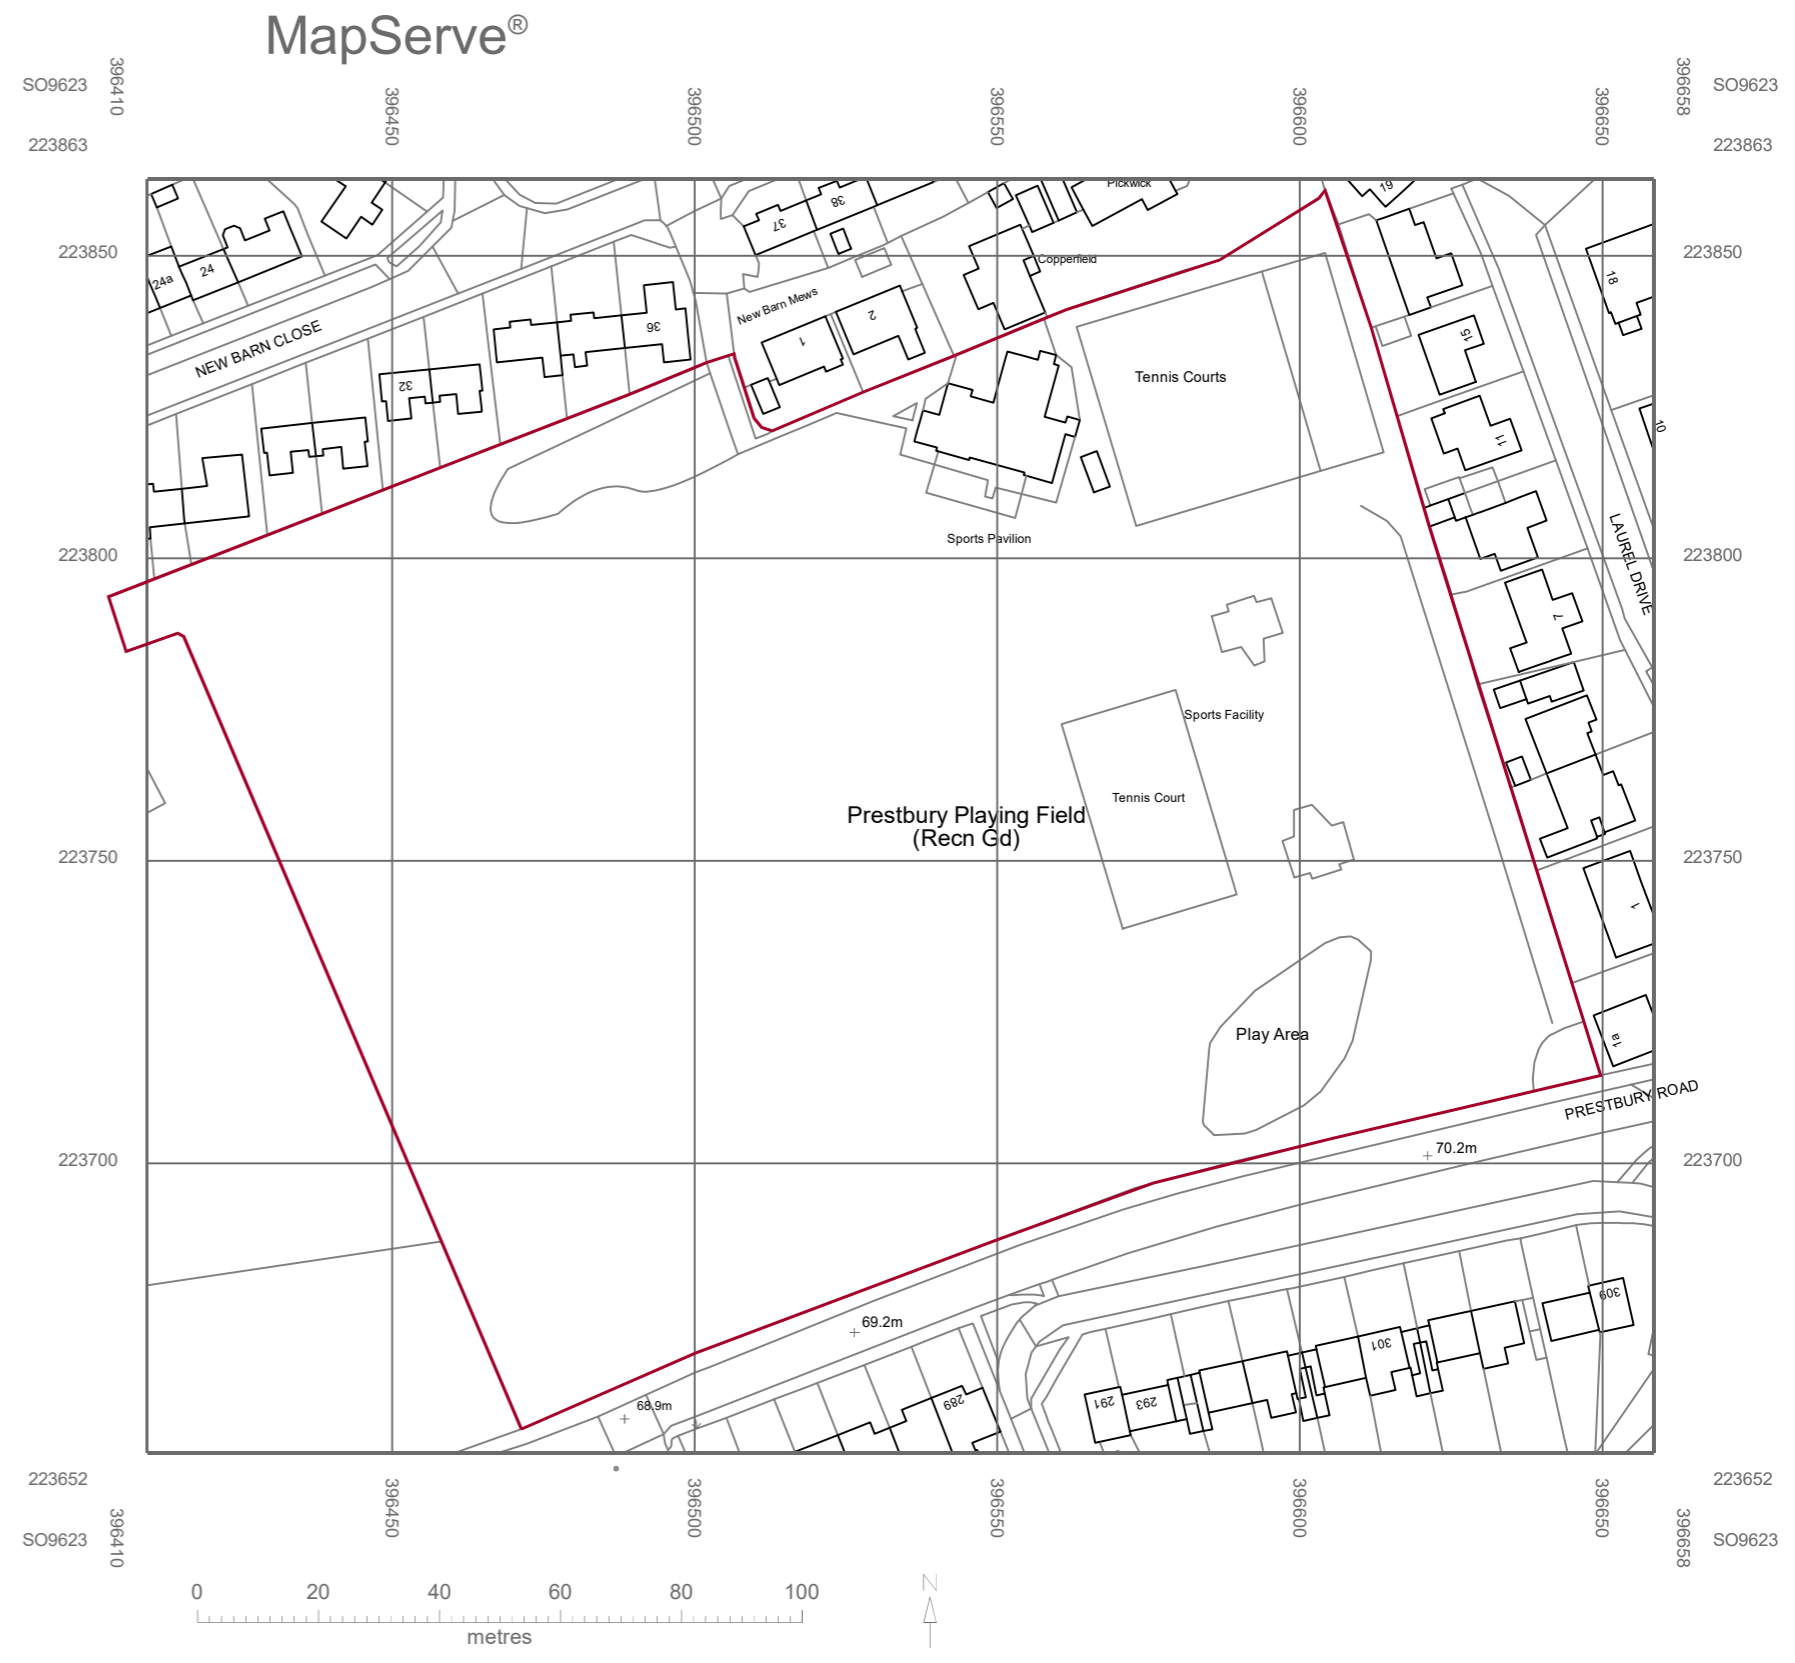 MapServe®
SO9623
396410
396450
396500
396550
396600
396650
396658
SO9623
223863
223863
Pickwick
19
38
37
223850
24a
24
Copperfield
18
223850
New Barn Mews
NEW BARN CLOSE
36
1
2
15
32
Tennis Courts
11
10
223800
Sports Pavilion
LAUREL DRIVE
223800
7
Sports Facility
Tennis Court
Prestbury Playing Field
(Recn Gd)
223750
223750
1
Play Area
1a
PRESTBURY ROAD
223700
70.2m
223700
69.2m
309
301
68.9m
289
291
293
223652
223652
SO9623
396410
396450
396500
396550
396600
396650
396658
SO9623
0 20 40 60 80 100
metres
N